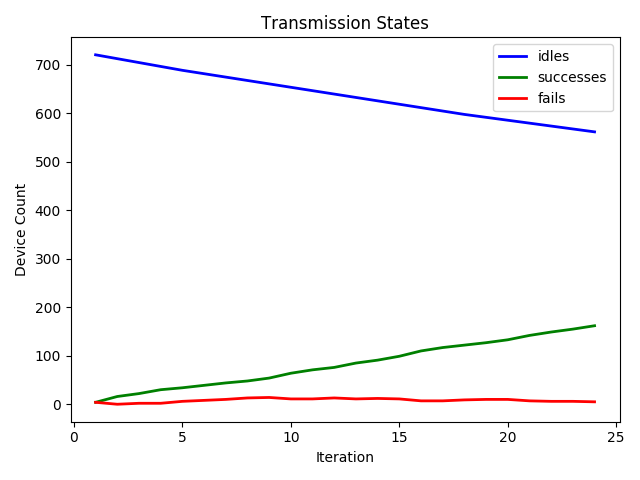 Transmission States
idles
successes
fails
Device Count
700
600
500
400
300
200
100
0
0 5 10 15 20 25
Iteration